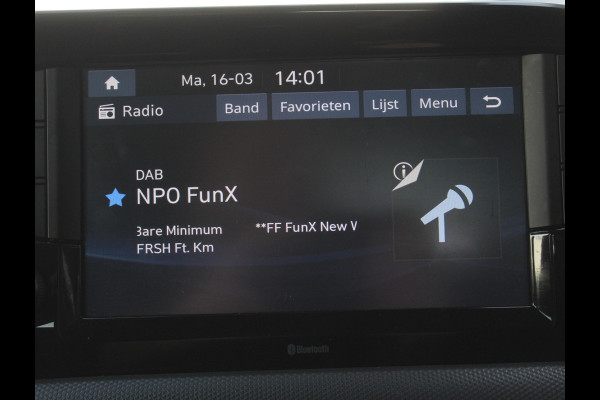 Ma, 16-03 14:01
Radio Band Favorieten Lijst Menu
DAB
NPO FunX
Bare Minimum **FF FunX New
FRSH Ft. Km
Bluetooth